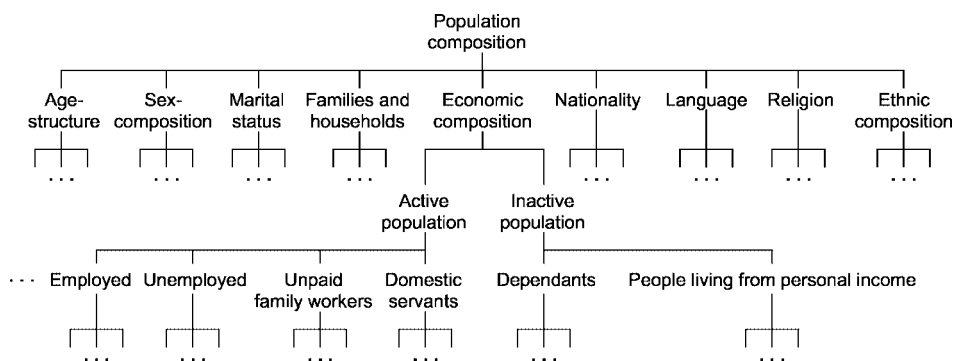 Population
composition
Age-
structure
Sex-
composition
Marital
status
Families and
households
Economic
composition
Nationality
Language
Religion
Ethnic
composition
. . .
. . .
. . .
. . .
. . .
. . .
. . .
. . .
Active
population
Inactive
population
. . .
Employed
Unemployed
Unpaid
family workers
Domestic
servants
Dependants
People living from personal income
. . .
. . .
. . .
. . .
. . .
. . .